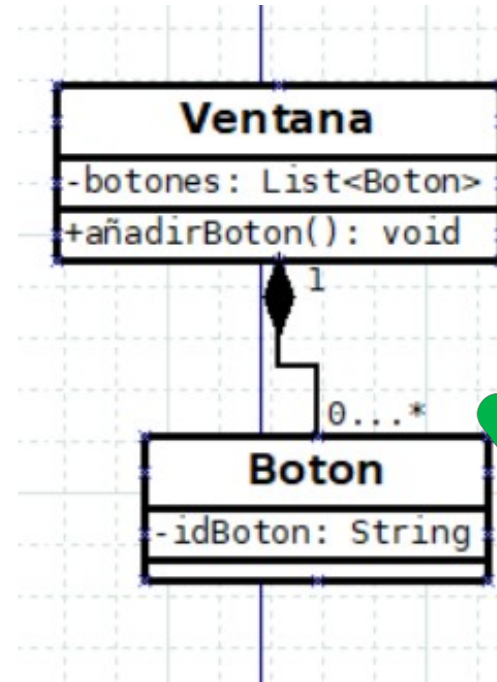 Ventana
-botones: List<Boton>
+añadirBoton(): void
1
0...*
Boton
-idBoton: String